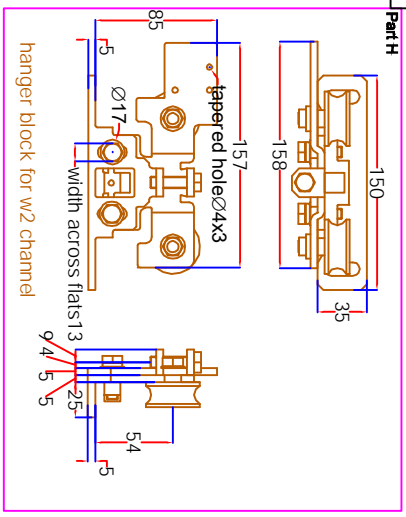 Part H
150
35
158
157
85
5
tapered holeØ4x3
Ø17
width across flats13
hanger block for w2 channel
9
4
5
5
25
54
5